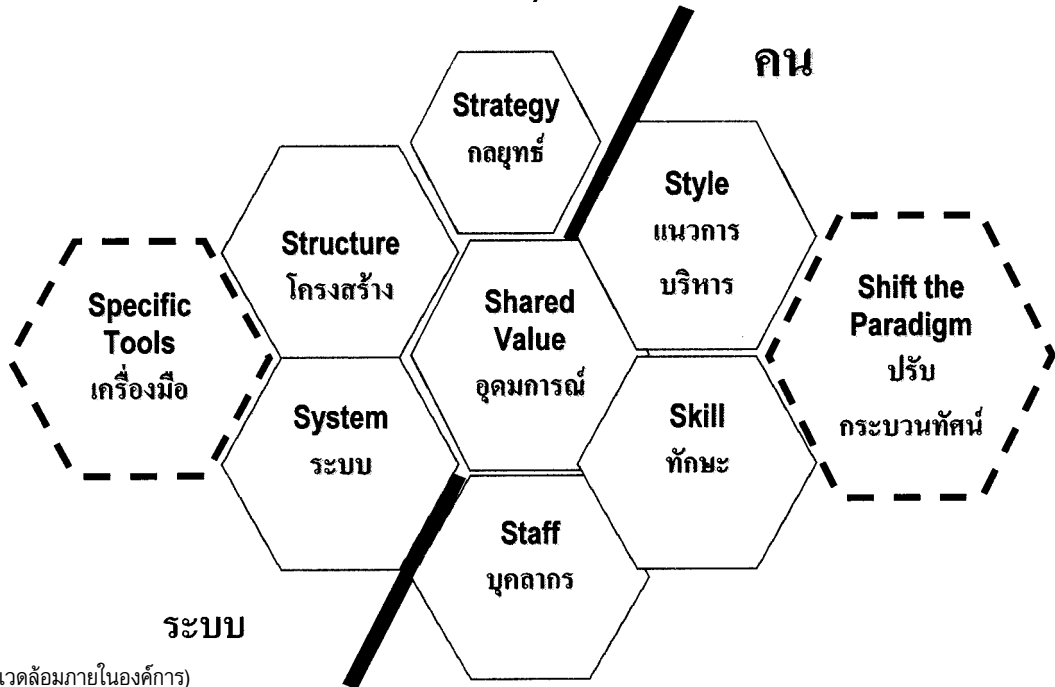 คน
Strategy
กลยุทธ์
Style
แนวการ
บริหาร
Structure
โครงสร้าง
Specific
Tools
เครื่องมือ
Shared
Value
อุดมการณ์
Shift the
Paradigm
ปรับ
กระบวนทัศน์
System
ระบบ
Skill
ทักษะ
Staff
บุคลากร
ระบบ
แวดล้อมภายในองค์การ)